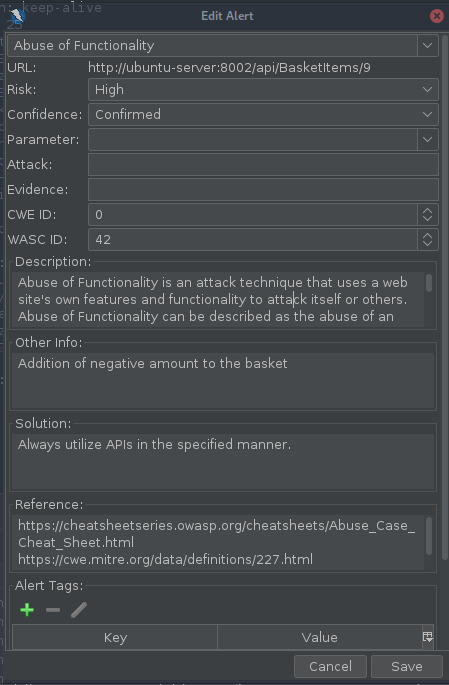 n: keep-alive
25
Edit Alert
Abuse of Functionality
URL: http://ubuntu-server:8002/api/BasketItems/9
Risk: High
Confidence: Confirmed
Parameter:
Attack:
Evidence:
CWE ID: 0
WASC ID: 42
Description:
Abuse of Functionality is an attack technique that uses a web
site's own features and functionality to attack itself or others.
Abuse of Functionality can be described as the abuse of an
Other Info:
Addition of negative amount to the basket
Solution:
Always utilize APIs in the specified manner.
Reference:
https://cheatsheetseries.owasp.org/cheatsheets/Abuse_Case_
Cheat_Sheet.html
https://cwe.mitre.org/data/definitions/227.html
Alert Tags:
Key Value
Cancel Save